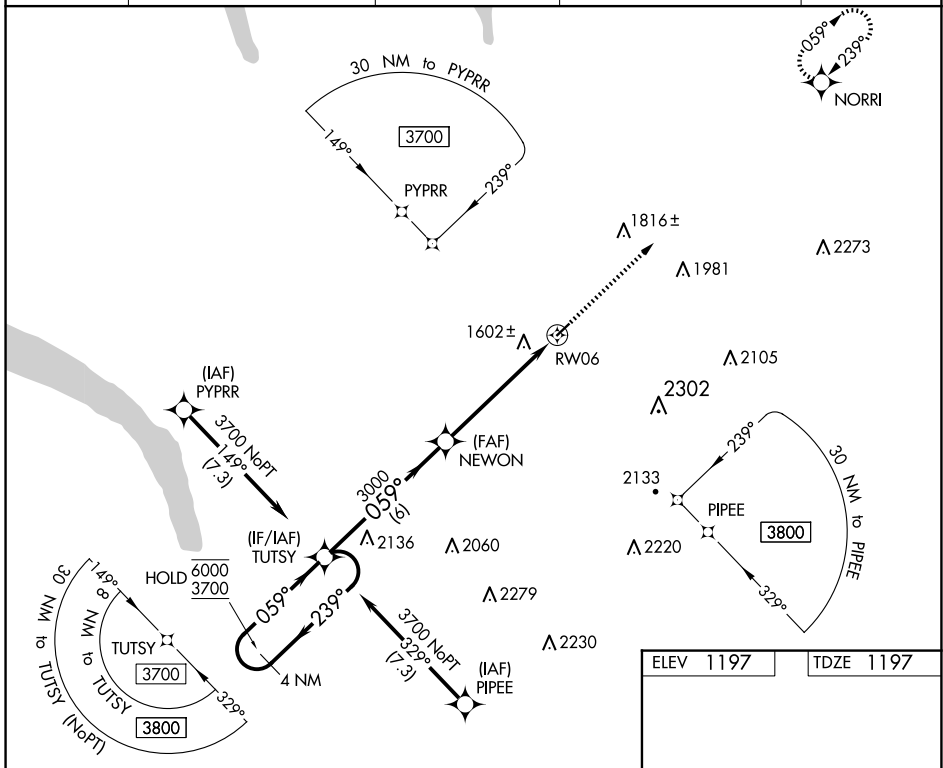 059°
239°
NORRI
30 NM to PYPRR
3700
149°
239°
PYPRR
1816±
1981
2273
1602±
RW06
2105
2302
(IAF)
PYPRR
3700 NoPT
149°
(7.3)
(FAF)
NEWON
3000
059°
(6)
239°
30 NM to PIPEE
2133
PIPEE
3800
329°
(IF/IAF)
TUTSY
2136
2060
2220
HOLD
6000
3700
059°
239°
4 NM
2279
2230
3700 NoPT
329°
(7.3)
(IAF)
PIPEE
149°
8 NM to TUTSY
30 NM to TUTSY (NoPT)
TUTSY
3700
329°
3800
ELEV 1197
TDZE 1197